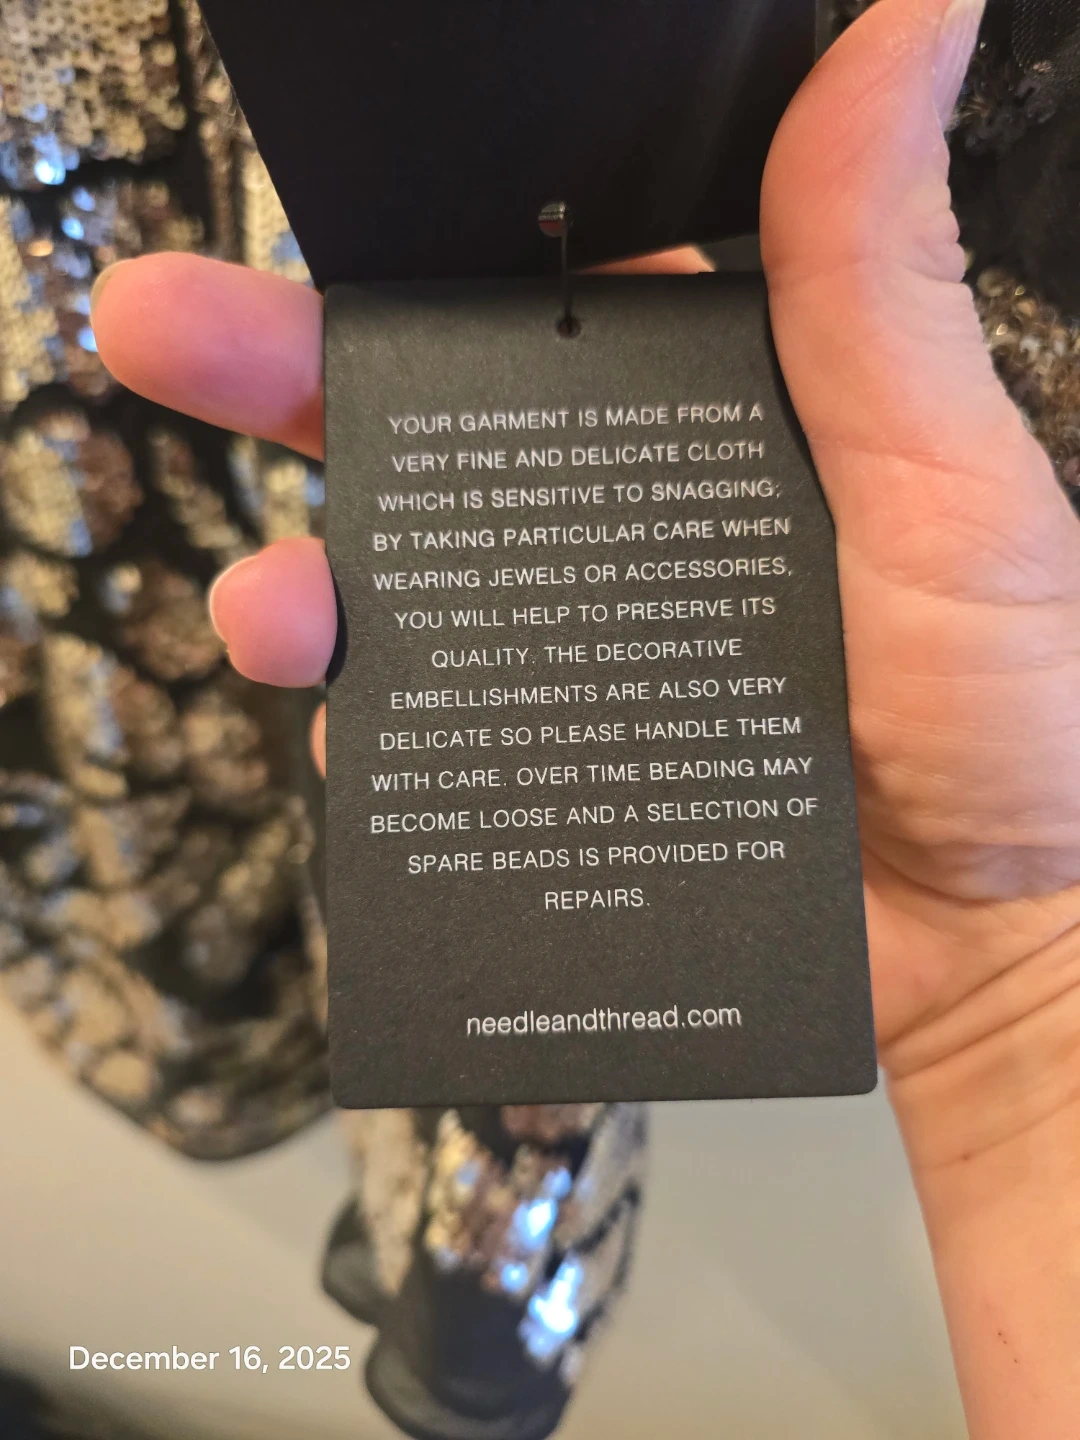 YOUR GARMENT IS MADE FROM A
VERY FINE AND DELICATE CLOTH
WHICH IS SENSITIVE TO SNAGGING;
BY TAKING PARTICULAR CARE WHEN
WEARING JEWELS OR ACCESSORIES,
YOU WILL HELP TO PRESERVE ITS
QUALITY. THE DECORATIVE
EMBELLISHMENTS ARE ALSO VERY
DELICATE SO PLEASE HANDLE THEM
WITH CARE. OVER TIME BEADING MAY
BECOME LOOSE AND A SELECTION OF
SPARE BEADS IS PROVIDED FOR
REPAIRS.
needleandthread.com
December 16, 2025